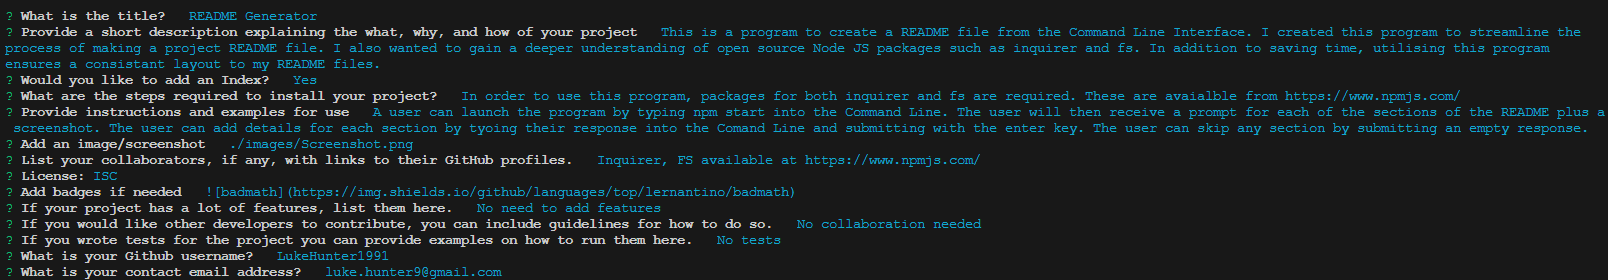 ? What is the title?   README Generator
? Provide a short description explaining the what, why, and how of your project   This is a program to create a README file from the Command Line Interface. I created this program to streamline the
process of making a project README file. I also wanted to gain a deeper understanding of open source Node JS packages such as inquirer and fs. In addition to saving time, utilising this program
ensures a consistant layout to my README files.
? Would you like to add an Index?   Yes
? What are the steps required to install your project?   In order to use this program, packages for both inquirer and fs are required. These are avaialble from https://www.npmjs.com/
? Provide instructions and examples for use   A user can launch the program by typing npm start into the Command Line. The user will then receive a prompt for each of the sections of the README plus a
screenshot. The user can add details for each section by tyoing their response into the Comand Line and submitting with the enter key. The user can skip any section by submitting an empty response.
? Add an image/screenshot   ./images/Screenshot.png
? List your collaborators, if any, with links to their GitHub profiles.   Inquirer, FS available at https://www.npmjs.com/
? License: ISC
? Add badges if needed   ![badmath](https://img.shields.io/github/languages/top/lernantino/badmath)
? If your project has a lot of features, list them here.   No need to add features
? If you would like other developers to contribute, you can include guidelines for how to do so.   No collaboration needed
? If you wrote tests for the project you can provide examples on how to run them here.   No tests
? What is your Github username?   LukeHunter1991
? What is your contact email address?   luke.hunter9@gmail.com